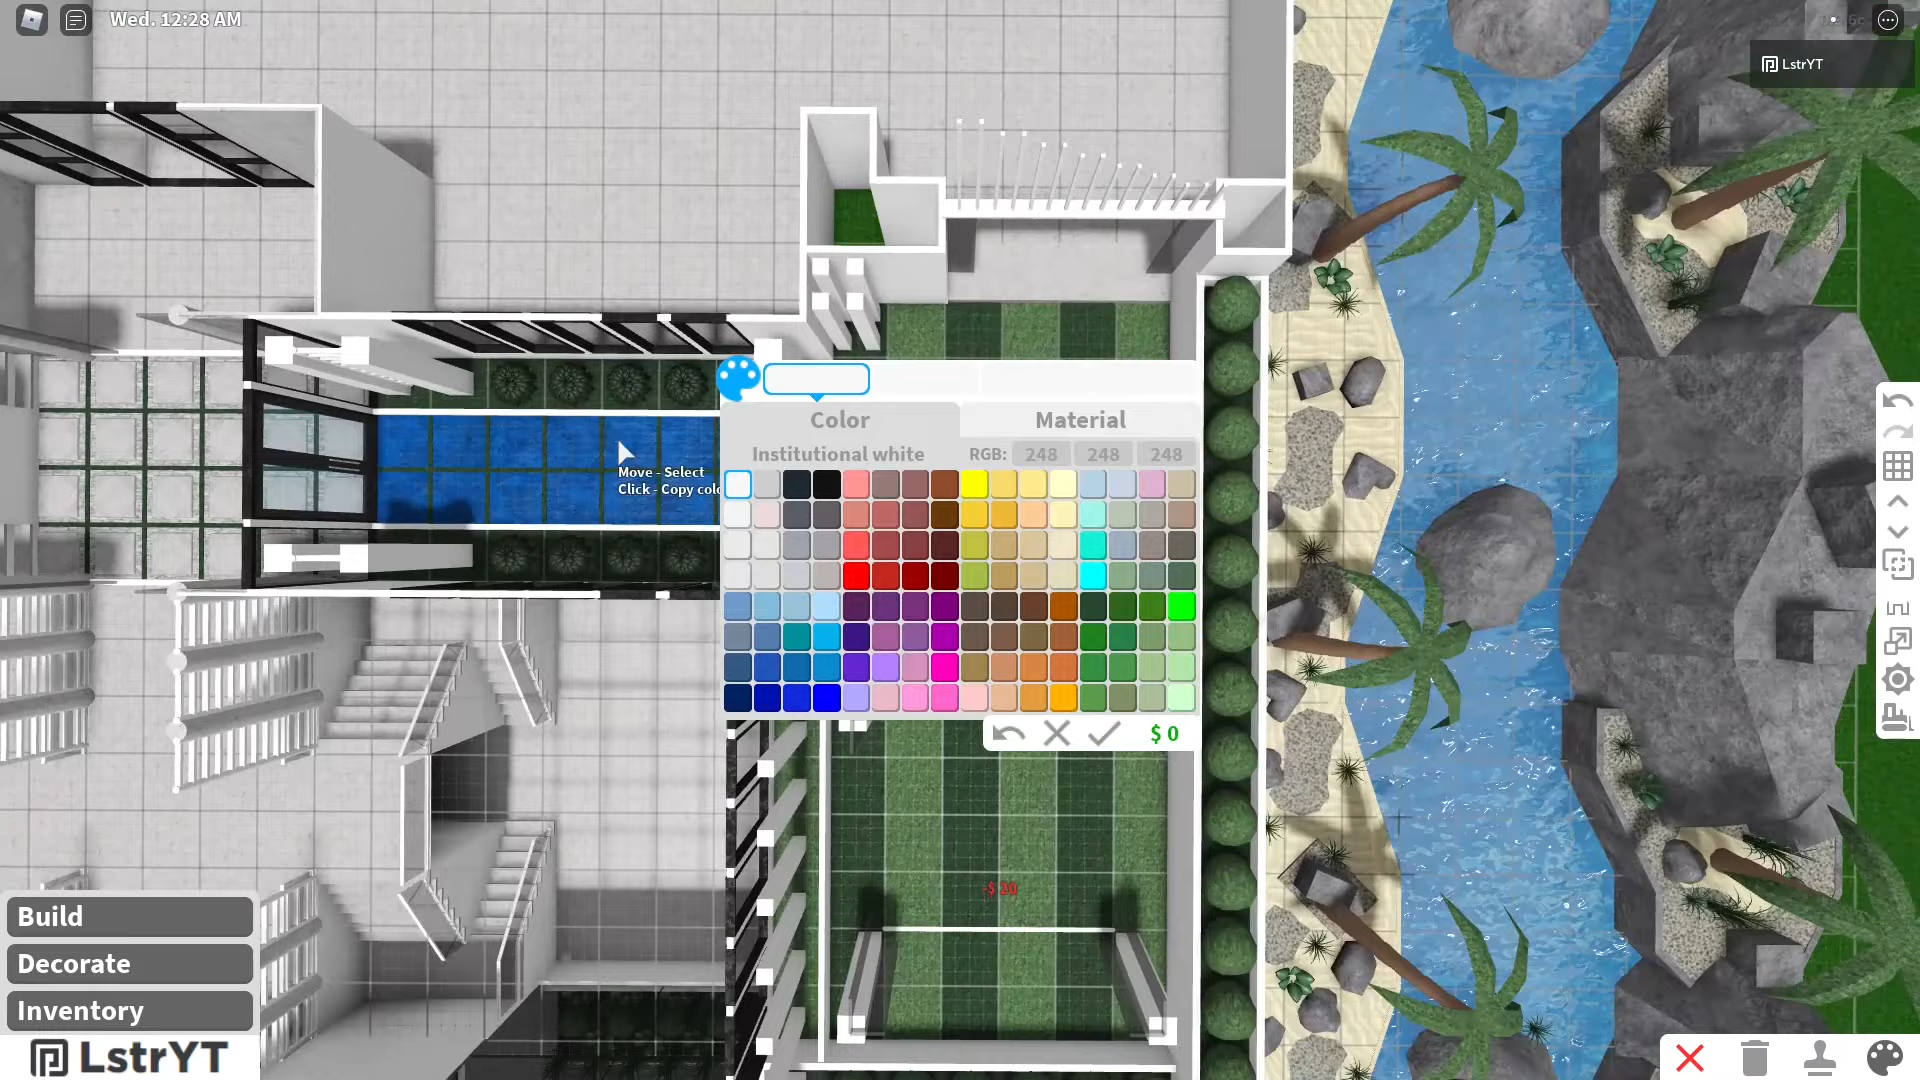 Wed. 12:28 AM
LstrYT
Move - Select
Click - Copy colo
Color
Material
Institutional white
RGB: 248 248 248
$ 0
-$ 20
Build
Decorate
Inventory
LstrYT